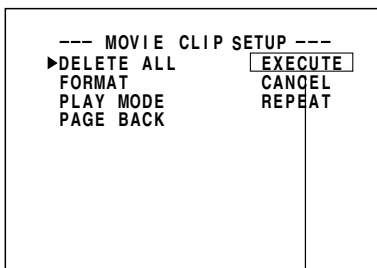 --- MOVIE CLIP SETUP ---
▶DELETE ALL EXECUTE
FORMAT CANCEL
PLAY MODE REPEAT
PAGE BACK